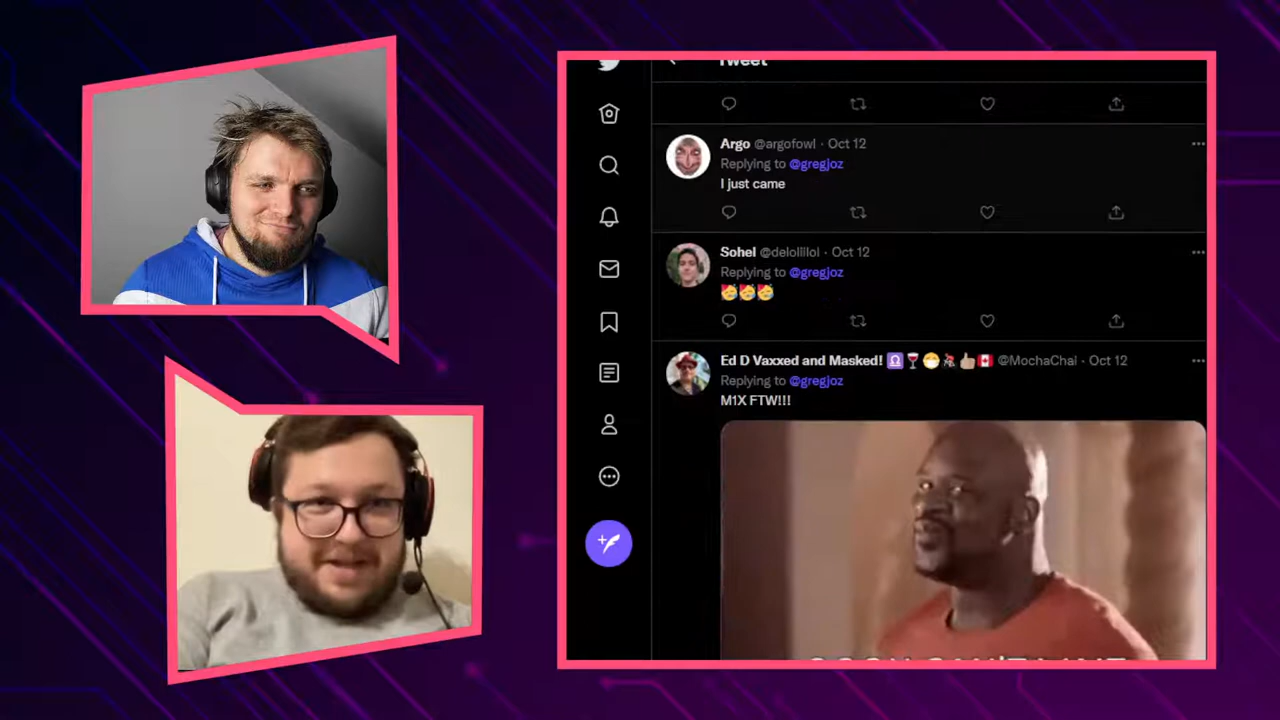 Tweet
Argo @argofowl · Oct 12
Replying to @gregjoz
I just came
Sohel @delolliloi · Oct 12
Replying to @gregjoz
🥳🥳🥳
Ed D Vaxxed and Masked! ♎🍷😷👍🏽🇨🇦 @MochaChai · Oct 12
Replying to @gregjoz
M1X FTW!!!